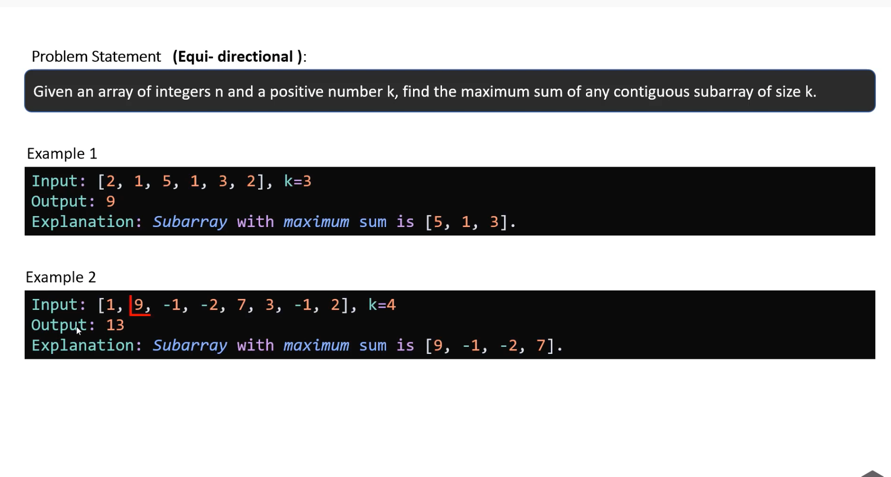 Problem Statement (Equi- directional ):
Given an array of integers n and a positive number k, find the maximum sum of any contiguous subarray of size k.
Example 1
Input: [2, 1, 5, 1, 3, 2], k=3
Output: 9
Explanation: Subarray with maximum sum is [5, 1, 3].
Example 2
Input: [1, 9, -1, -2, 7, 3, -1, 2], k=4
Output: 13
Explanation: Subarray with maximum sum is [9, -1, -2, 7].